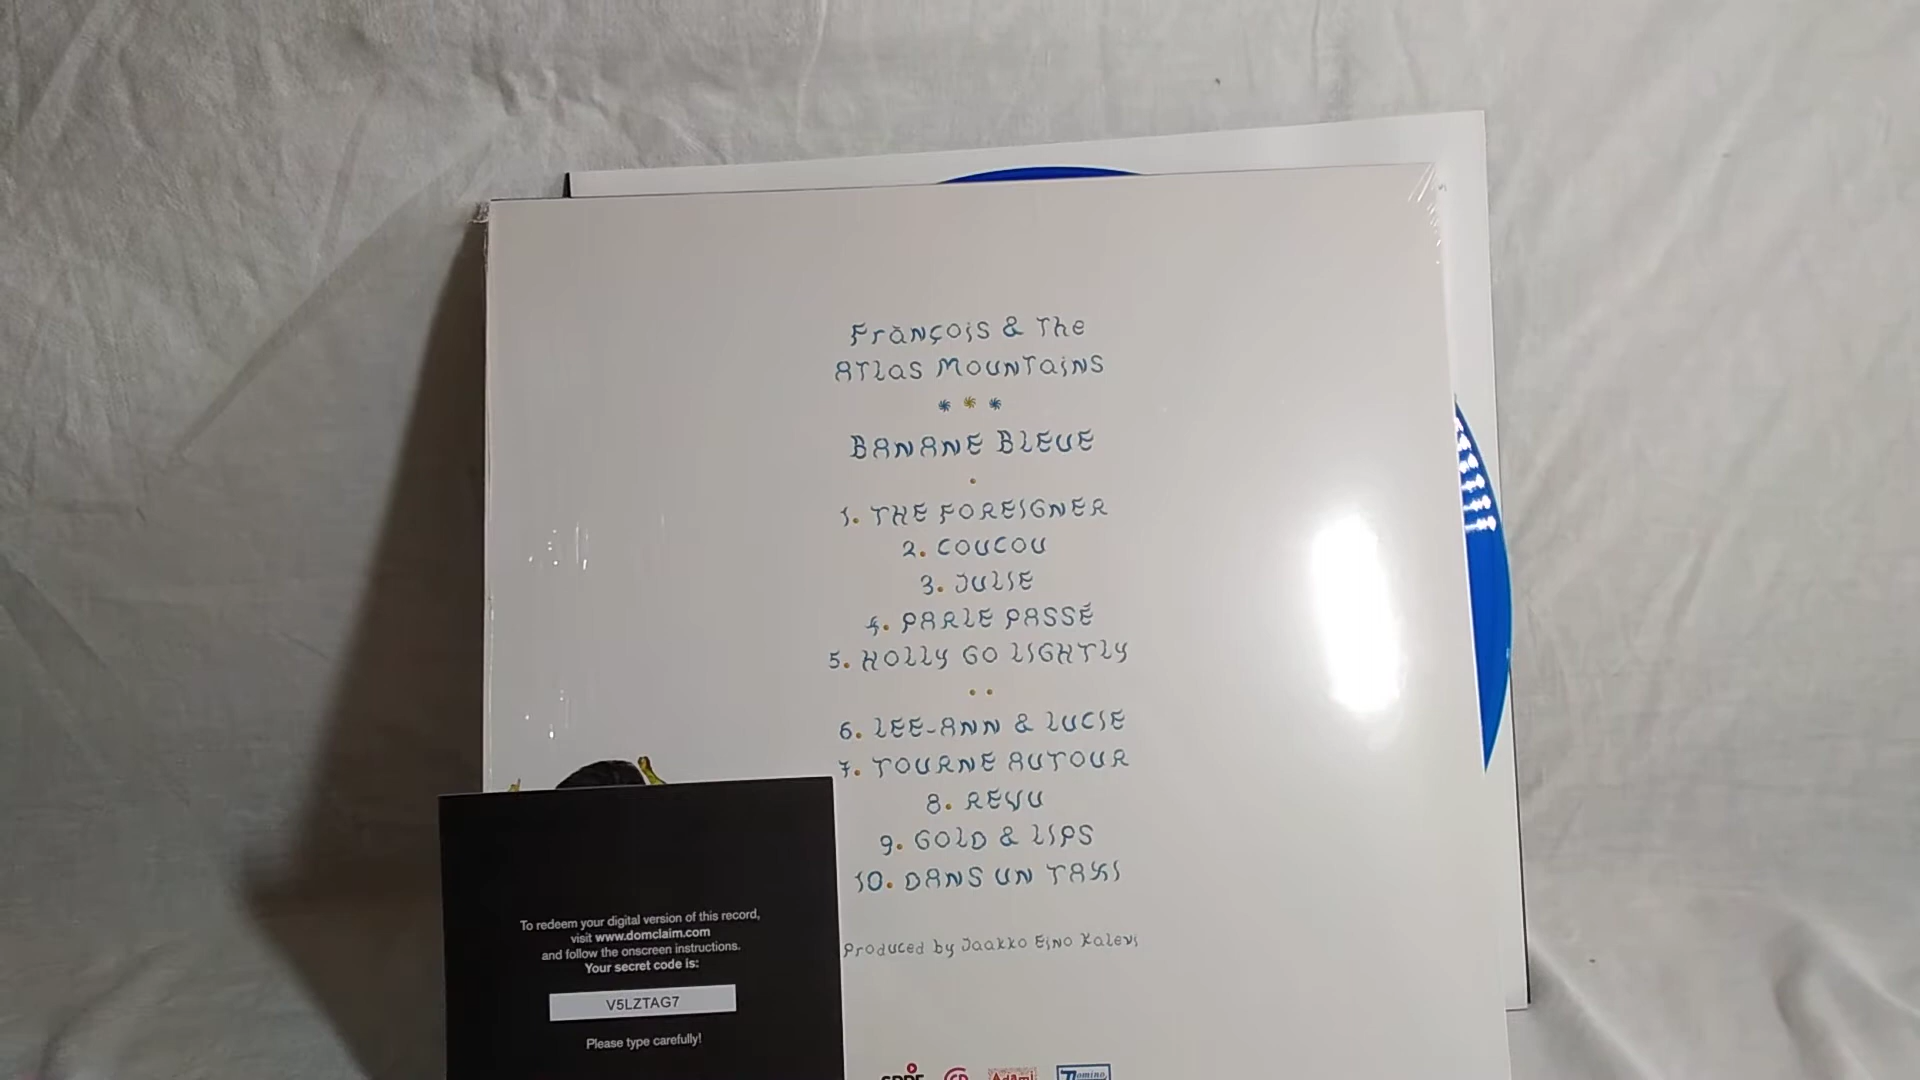 François & The
Atlas Mountains
BANANE BLEUE
1. THE FOREIGNER
2. COUCOU
3. JULIE
4. PARLE PASSÉ
5. HOLLY GO LIGHTLY
6. LEE-ANN & LUCIE
7. TOURNE AUTOUR
8. REVU
9. GOLD & LIPS
10. DANS UN TAXI
Produced by Jaakko Eino Kalevi
To redeem your digital version of this record,
visit www.domclaim.com
and follow the onscreen instructions.
Your secret code is:
V5LZTAG7
Please type carefully!
Adami
Domino